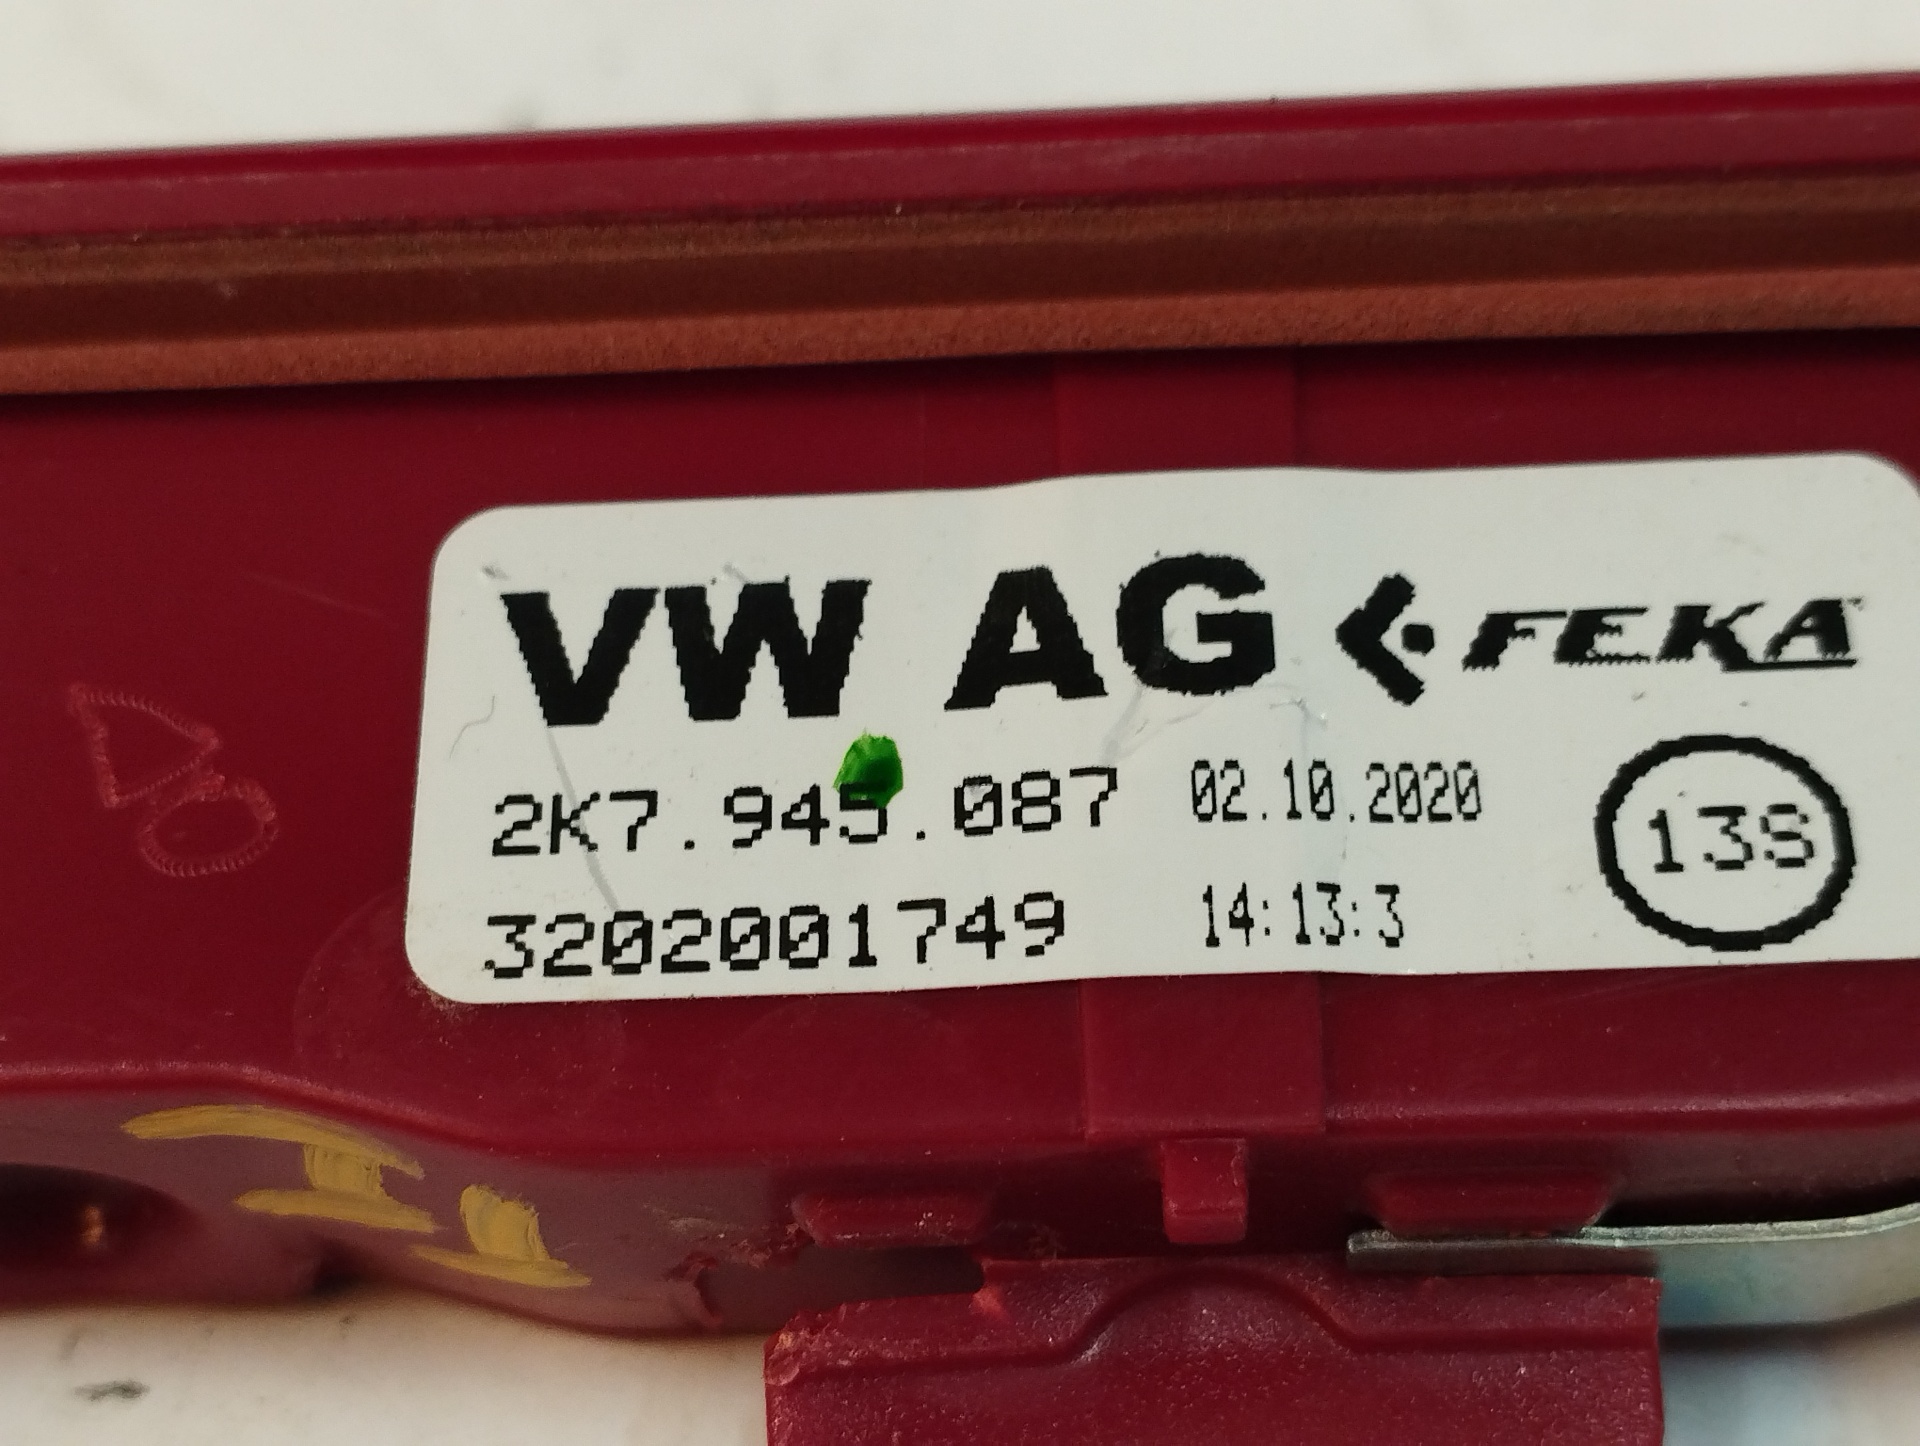 VW AG FEKA
2K7.945.087 02.10.2020
13S
3202001749 14:13:3